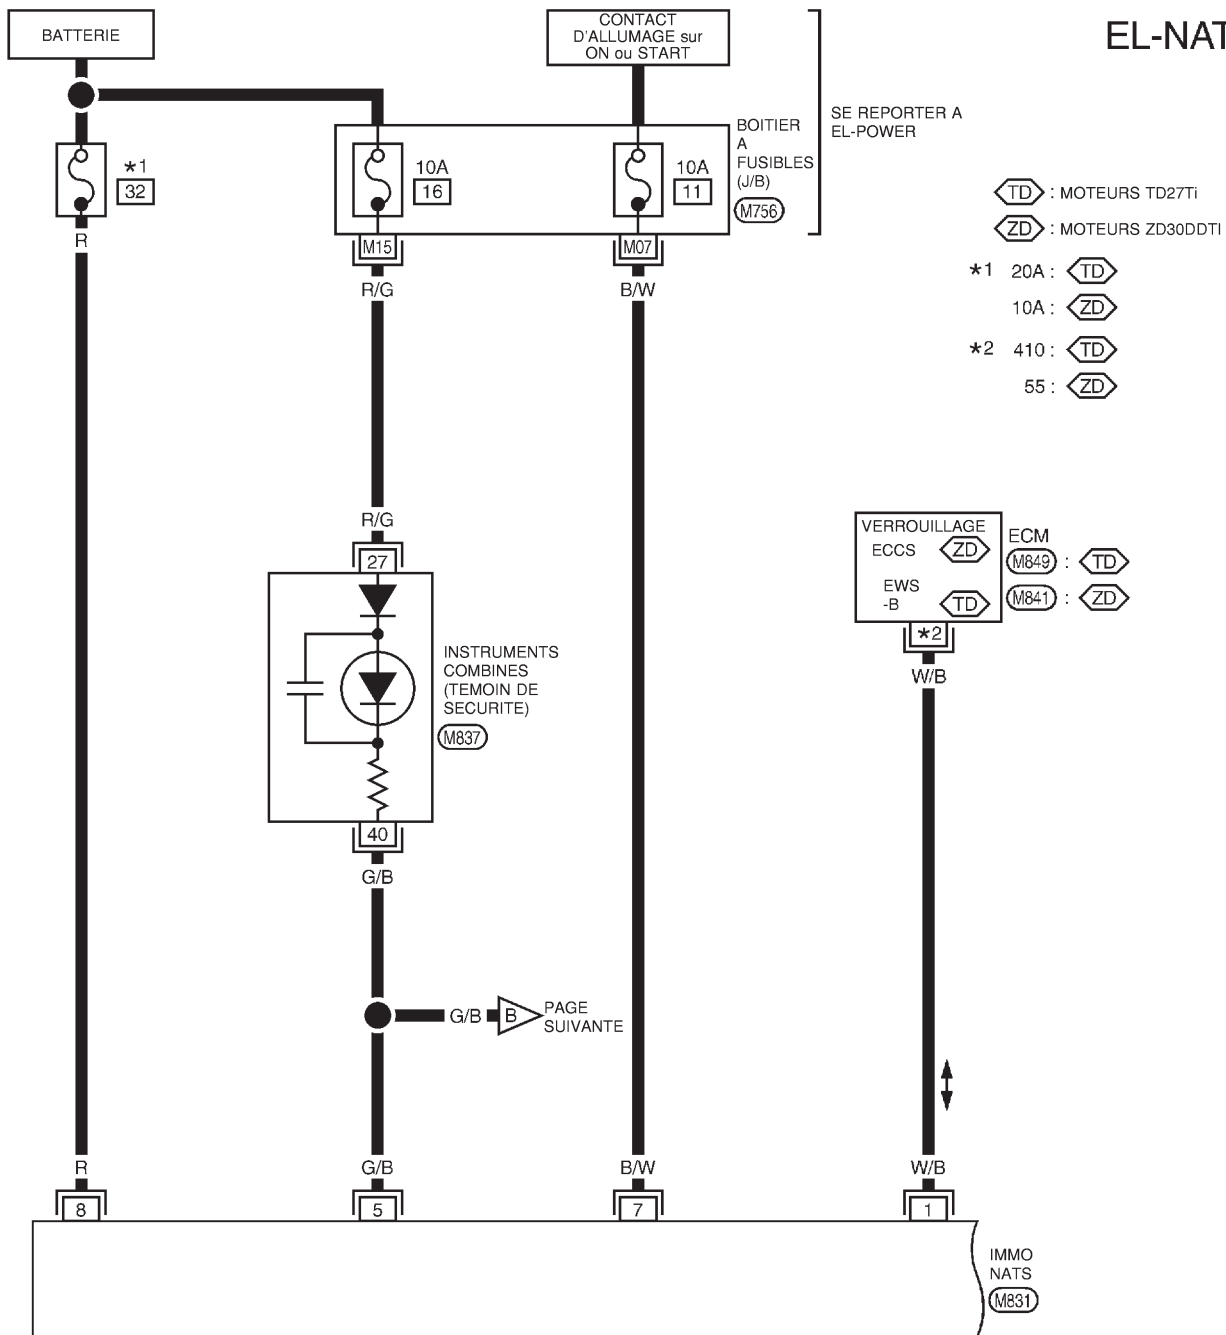 BATTERIE
CONTACT
D'ALLUMAGE sur
ON ou START
EL-NAT
SE REPORTER A
EL-POWER
BOITIER
A
FUSIBLES
(J/B)
M756
*1
32
10A
16
10A
11
TD : MOTEURS TD27Ti
ZD : MOTEURS ZD30DDTI
*1 20A : TD
10A : ZD
*2 410 : TD
55 : ZD
R
M15
M07
R/G
B/W
R/G
27
INSTRUMENTS
COMBINES
(TEMOIN DE
SECURITE)
M837
40
G/B
VERROUILLAGE
ECCS ZD
EWS
-B TD
ECM
M849 : TD
M841 : ZD
*2
W/B
G/B
B
PAGE
SUIVANTE
R
G/B
B/W
W/B
8
5
7
1
IMMO
NATS
M831